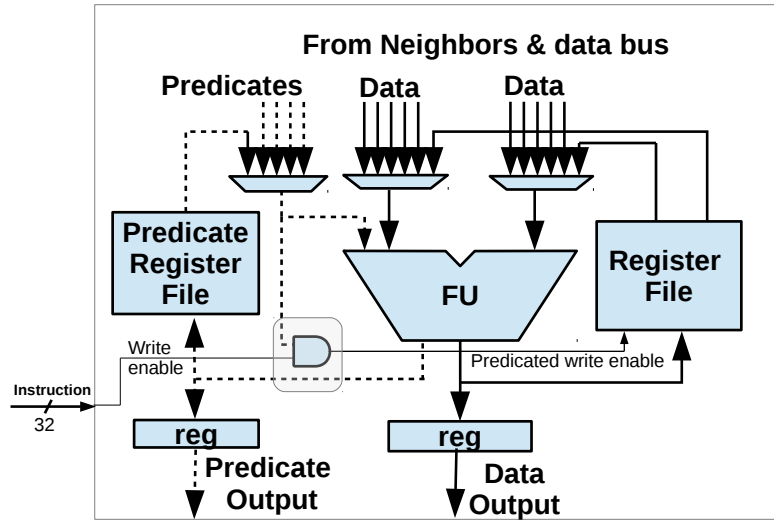 From Neighbors & data bus
Predicates
Data
Data
Predicate
Register
File
FU
Register
File
Write
enable
Predicated write enable
Instruction
32
reg
reg
Predicate
Output
Data
Output